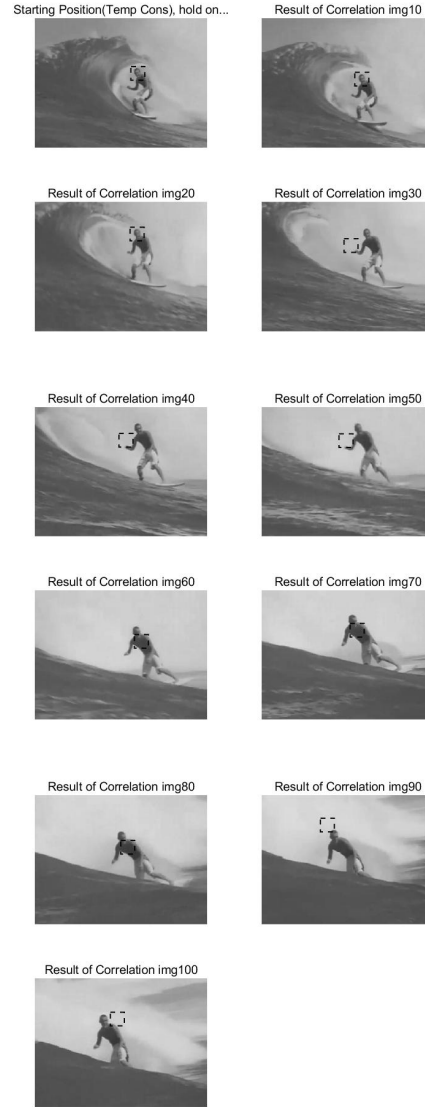 Starting Position(Temp Cons), hold on...
Result of Correlation img10
Result of Correlation img20
Result of Correlation img30
Result of Correlation img40
Result of Correlation img50
Result of Correlation img60
Result of Correlation img70
Result of Correlation img80
Result of Correlation img90
Result of Correlation img100